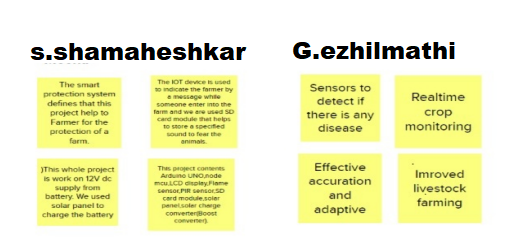 s.shamaheshkar
G.ezhilmathi
The smart
protection system
defines that this
project help to
Farmer for the
protection of a
farm.
The IOT device is used
to indicate the farmer by
a message while
someone enter into the
farm and we are used SD
card module that helps
to store a specified
sound to fear the
animals.
)This whole project
is work on 12V dc
supply from
battery. We used
solar panel to
charge the battery
This project contents
Arduino UNO,node
mcu,LCD display,Flame
sensor,PIR sensor,SD
card module,solar
panel,solar charge
converter(Boost
converter).
Sensors to
detect if
there is any
disease
Realtime
crop
monitoring
Effective
accuration
and
adaptive
Imroved
livestock
farming